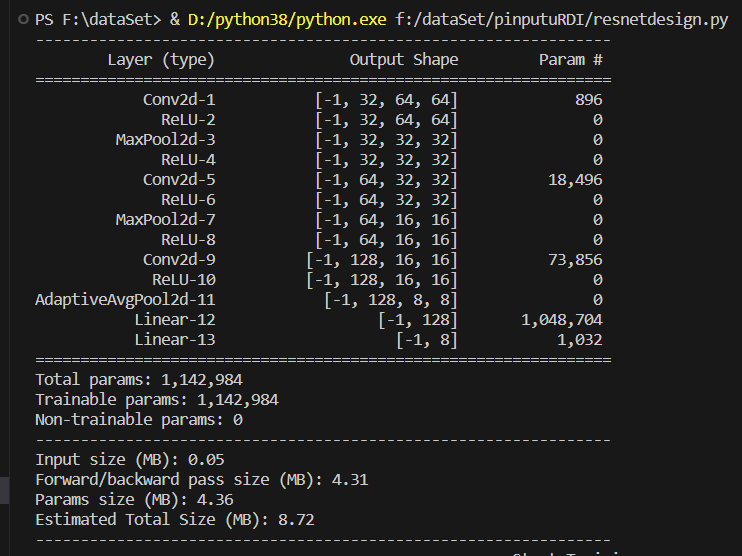 PS F:\dataSet> & D:/python38/python.exe f:/dataSet/pinputuRDI/resnetdesign.py
----------------------------------------------------------------
        Layer (type)               Output Shape         Param #
================================================================
            Conv2d-1           [-1, 32, 64, 64]             896
              ReLU-2           [-1, 32, 64, 64]               0
         MaxPool2d-3           [-1, 32, 32, 32]               0
              ReLU-4           [-1, 32, 32, 32]               0
            Conv2d-5           [-1, 64, 32, 32]          18,496
              ReLU-6           [-1, 64, 32, 32]               0
         MaxPool2d-7           [-1, 64, 16, 16]               0
              ReLU-8           [-1, 64, 16, 16]               0
            Conv2d-9          [-1, 128, 16, 16]          73,856
             ReLU-10          [-1, 128, 16, 16]               0
AdaptiveAvgPool2d-11            [-1, 128, 8, 8]               0
           Linear-12                  [-1, 128]       1,048,704
           Linear-13                    [-1, 8]           1,032
================================================================
Total params: 1,142,984
Trainable params: 1,142,984
Non-trainable params: 0
----------------------------------------------------------------
Input size (MB): 0.05
Forward/backward pass size (MB): 4.31
Params size (MB): 4.36
Estimated Total Size (MB): 8.72
----------------------------------------------------------------